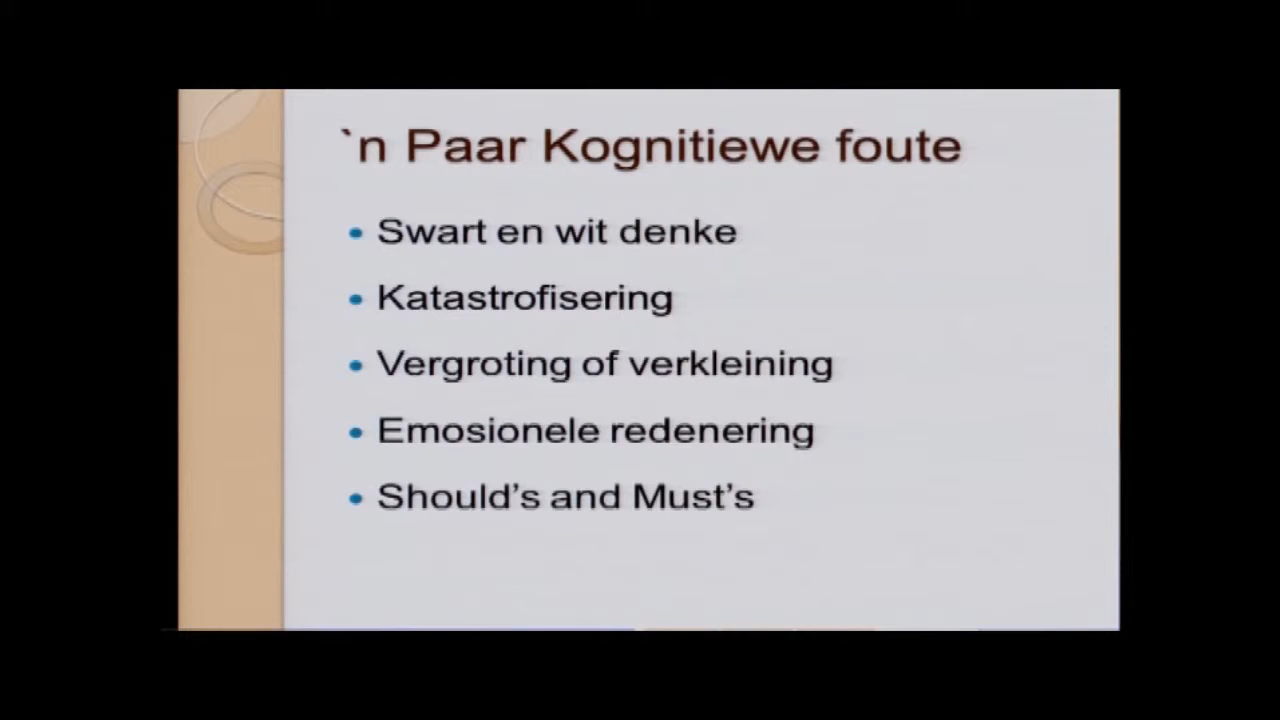 `n Paar Kognitiewe foute
• Swart en wit denke
• Katastrofisering
• Vergroting of verkleining
• Emosionele redenering
• Should’s and Must’s